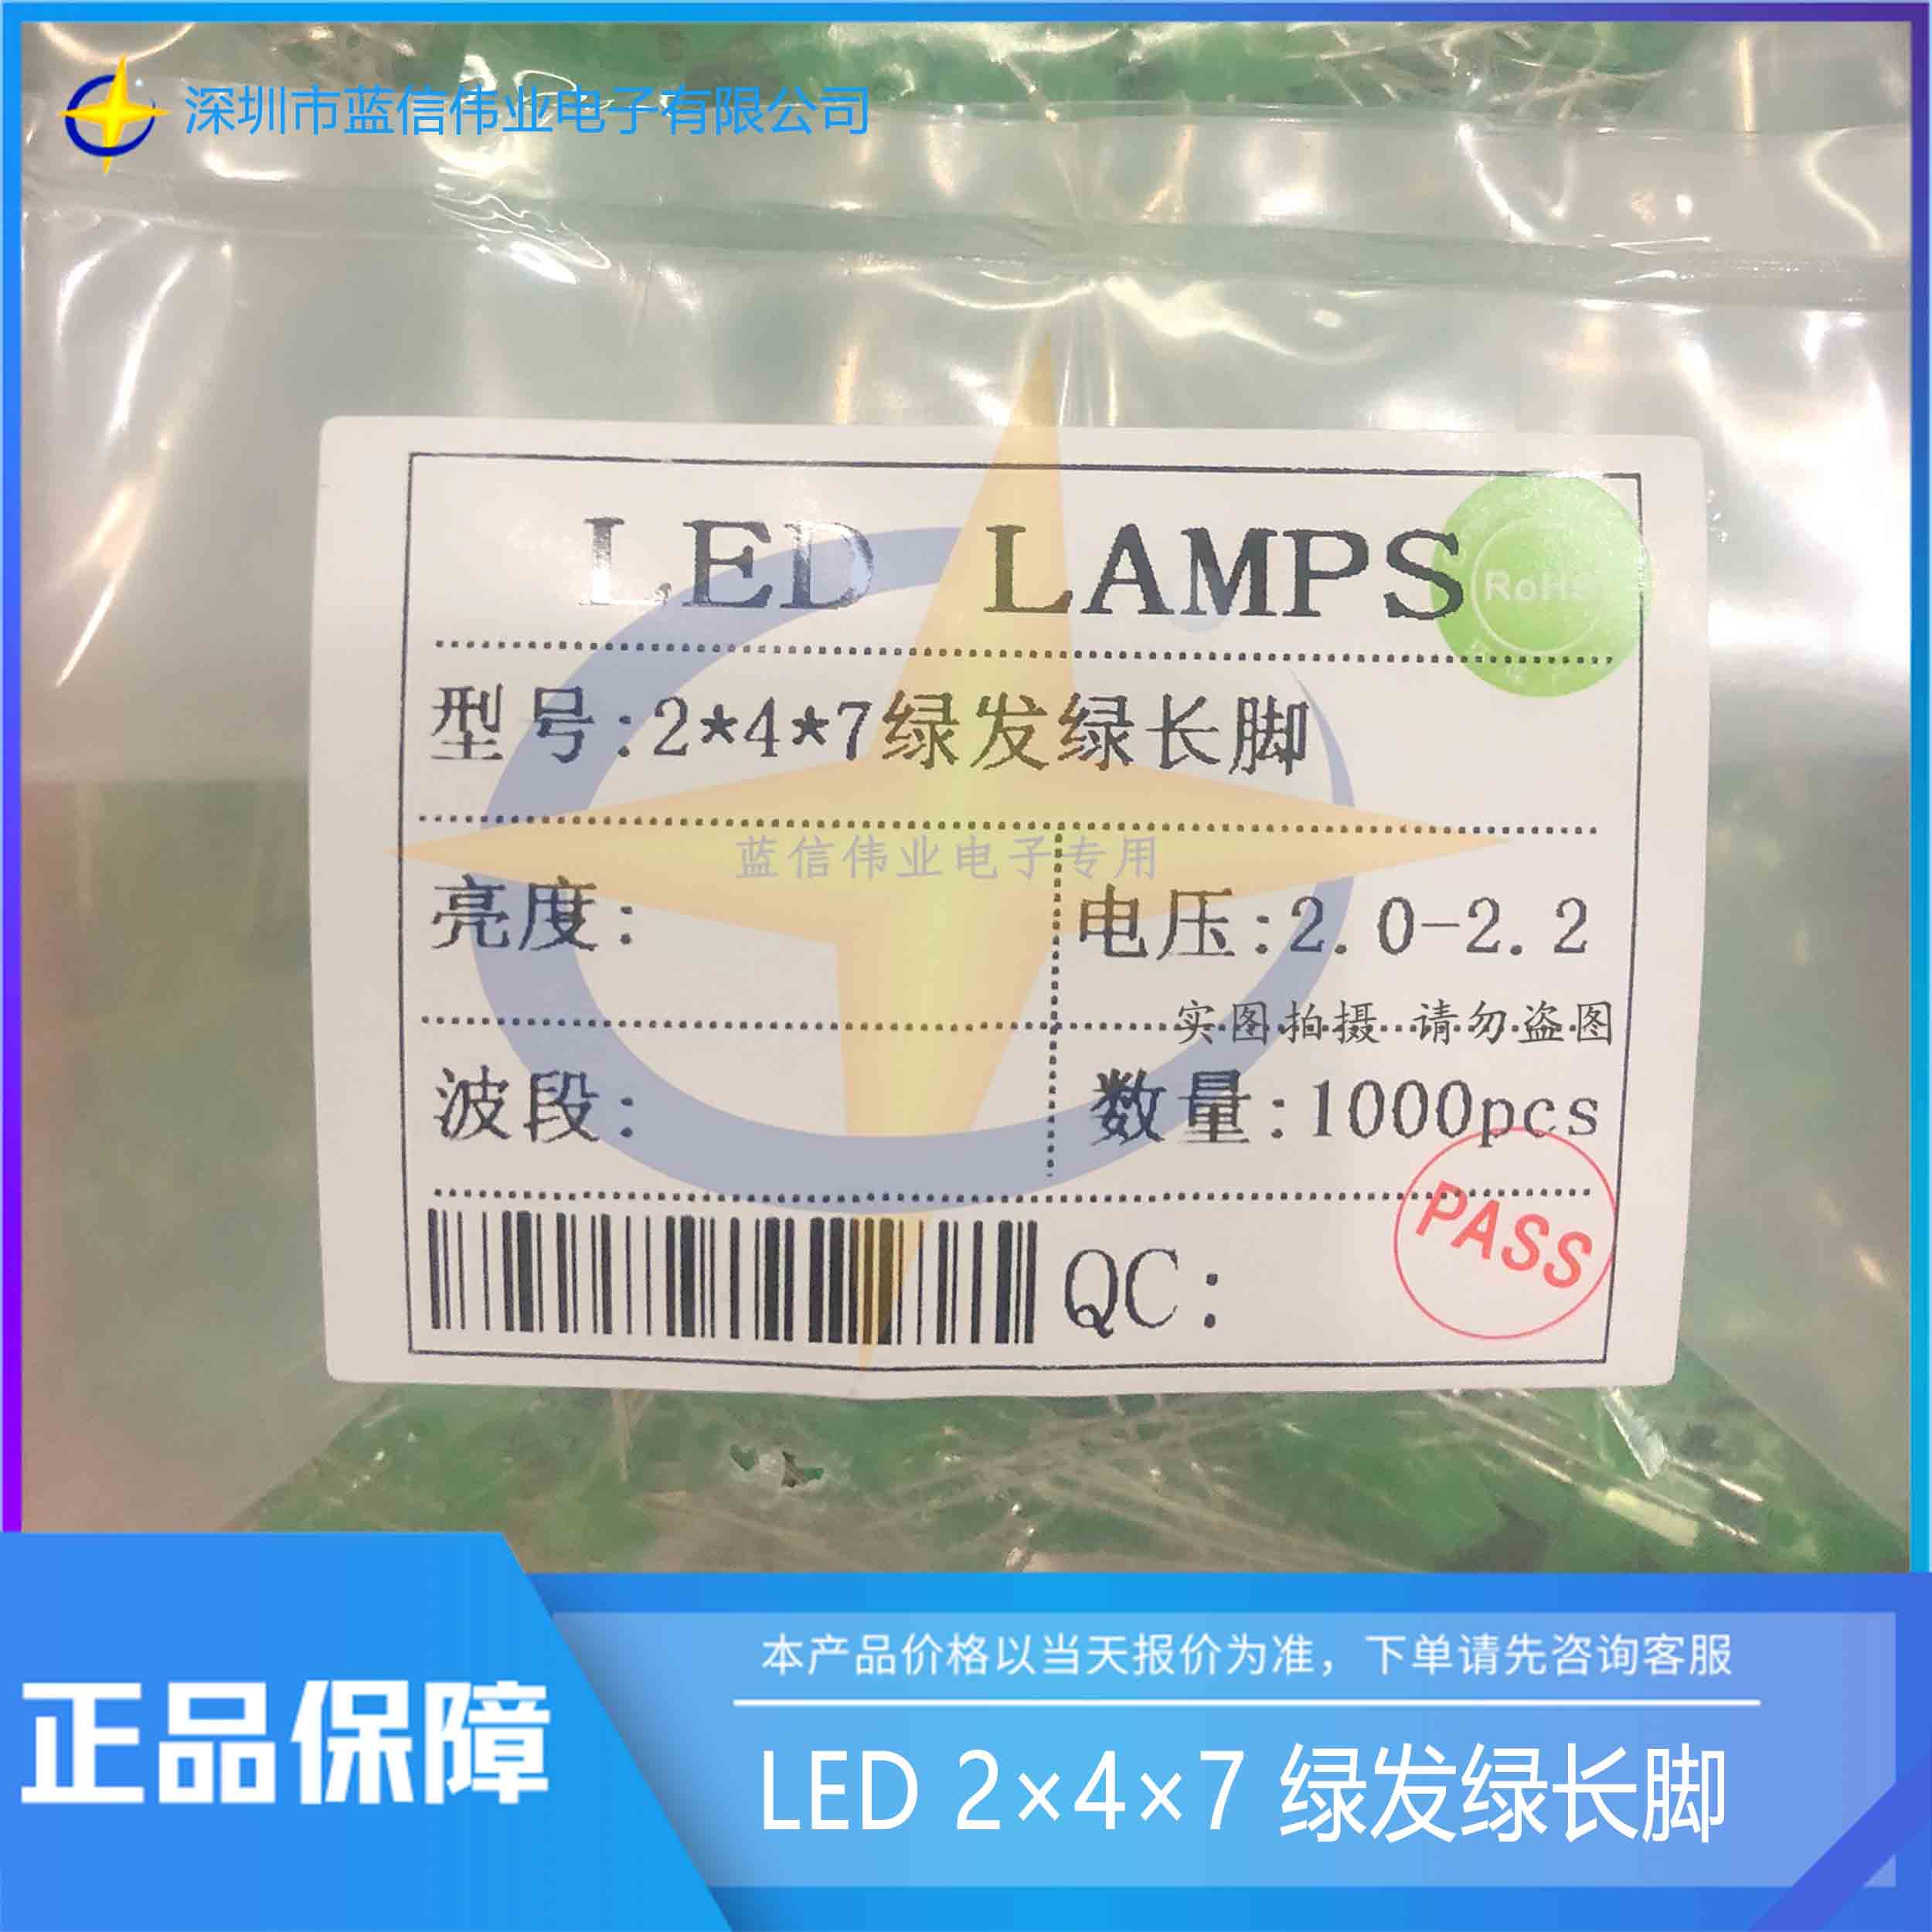 深圳市蓝信伟业电子有限公司
LED LAMPS
RoHS
型号:2*4*7绿发绿长脚
蓝信伟业电子专用
亮度:
电压:2.0-2.2
实图拍摄 请勿盗图
波段:
数量:1000pcs
QC:
PASS
正品保障
本产品价格以当天报价为准，下单请先咨询客服
LED 2×4×7 绿发绿长脚